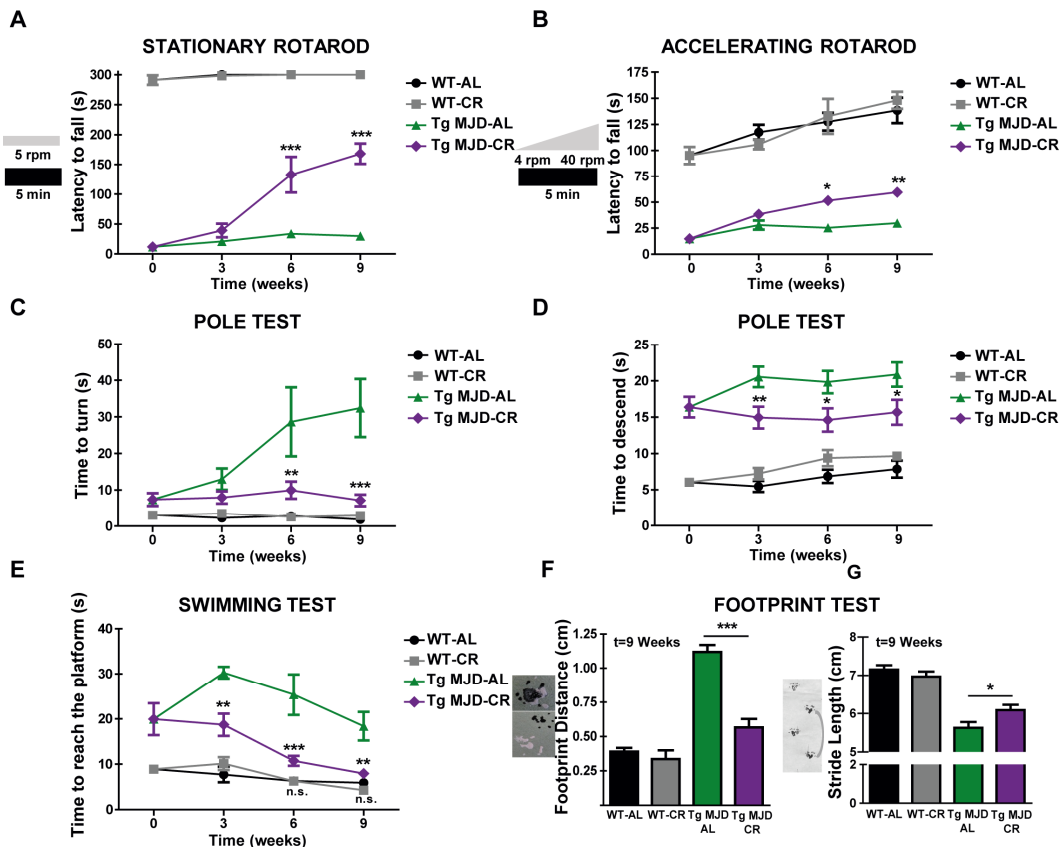 A
STATIONARY ROTAROD
Latency to fall (s)
300
250
200
150
100
50
0
***
***
0 3 6 9
Time (weeks)
5 rpm
5 min
WT-AL
WT-CR
Tg MJD-AL
Tg MJD-CR
B
ACCELERATING ROTAROD
Latency to fall (s)
175
150
125
100
75
50
25
0
*
**
0 3 6 9
Time (weeks)
4 rpm 40 rpm
5 min
WT-AL
WT-CR
Tg MJD-AL
Tg MJD-CR
C
POLE TEST
Time to turn (s)
50
40
30
20
10
0
**
***
0 3 6 9
Time (weeks)
WT-AL
WT-CR
Tg MJD-AL
Tg MJD-CR
D
POLE TEST
Time to descend (s)
25
20
15
10
5
0
**
*
*
0 3 6 9
Time (weeks)
WT-AL
WT-CR
Tg MJD-AL
Tg MJD-CR
E
SWIMMING TEST
Time to reach the platform (s)
40
30
20
10
0
**
***
**
n.s.
n.s.
0 3 6 9
Time (weeks)
WT-AL
WT-CR
Tg MJD-AL
Tg MJD-CR
F
G
FOOTPRINT TEST
Footprint Distance (cm)
1.25
1.00
0.75
0.50
0.25
t=9 Weeks
***
WT-AL WT-CR Tg MJD Tg MJD
AL CR
Stride Length (cm)
8
7
6
5
2
0
t=9 Weeks
*
WT-AL WT-CR Tg MJD Tg MJD
AL CR